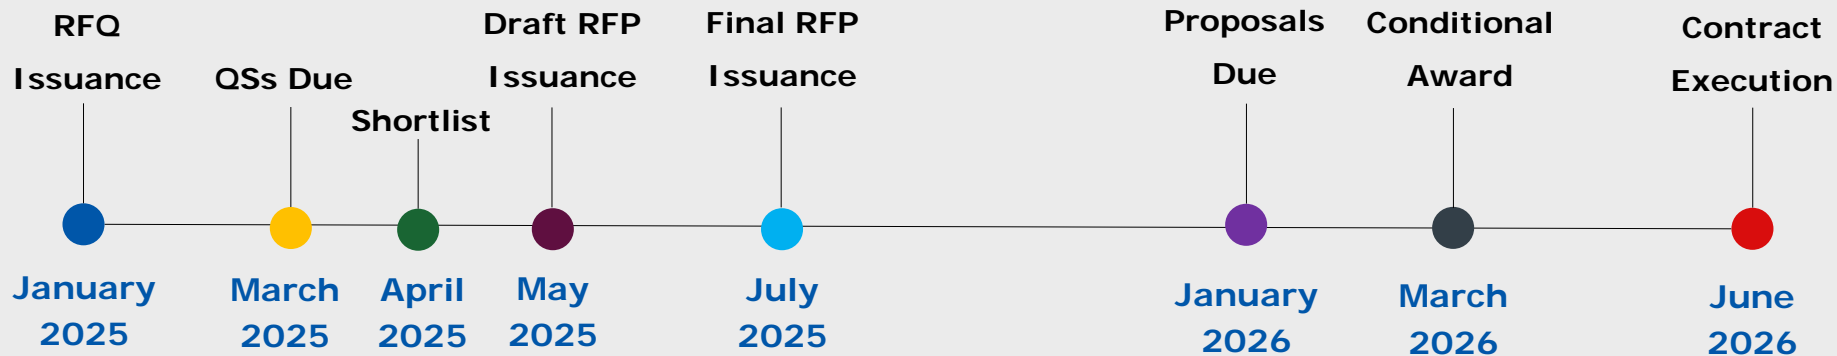 RFQ
Issuance
QSs Due
Shortlist
Draft RFP
Issuance
Final RFP
Issuance
Proposals
Due
Conditional
Award
Contract
Execution
January
2025
March
2025
April
2025
May
2025
July
2025
January
2026
March
2026
June
2026